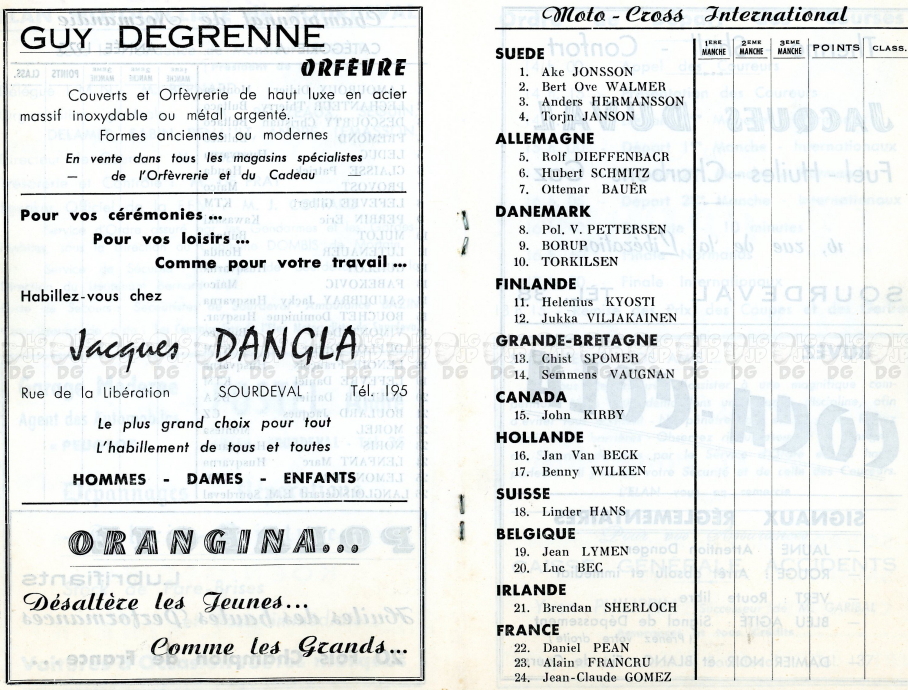 GUY DEGRENNE
ORFÈVRE
Couverts et Orfèvrerie de haut luxe en acier
massif inoxydable ou métal argenté.
Formes anciennes ou modernes
En vente dans tous les magasins spécialistes
— de l'Orfèvrerie et du Cadeau —
Pour vos cérémonies ...
Pour vos loisirs ...
Comme pour votre travail ...
Habillez-vous chez
Jacques DANGLA
Rue de la Libération SOURDEVAL Tél. 195
Le plus grand choix pour tout
L'habillement de tous et toutes
HOMMES - DAMES - ENFANTS
ORANGINA...
Désaltère les Jeunes...
Comme les Grands...
Moto - Cross International
1ERE MANCHE 2EME MANCHE 3EME MANCHE POINTS CLASS.
SUEDE
1. Ake JONSSON
2. Bert Ove WALMER
3. Anders HERMANSSON
4. Torjn JANSON
ALLEMAGNE
5. Rolf DIEFFENBACR
6. Hubert SCHMITZ
7. Ottemar BAUËR
DANEMARK
8. Pol. V. PETTERSEN
9. BORUP
10. TORKILSEN
FINLANDE
11. Helenius KYOSTI
12. Jukka VILJAKAINEN
GRANDE-BRETAGNE
13. Chist SPOMER
14. Semmens VAUGNAN
CANADA
15. John KIRBY
HOLLANDE
16. Jan Van BECK
17. Benny WILKEN
SUISSE
18. Linder HANS
BELGIQUE
19. Jean LYMEN
20. Luc BEC
IRLANDE
21. Brendan SHERLOCH
FRANCE
22. Daniel PEAN
23. Alain FRANCRU
24. Jean-Claude GOMEZ